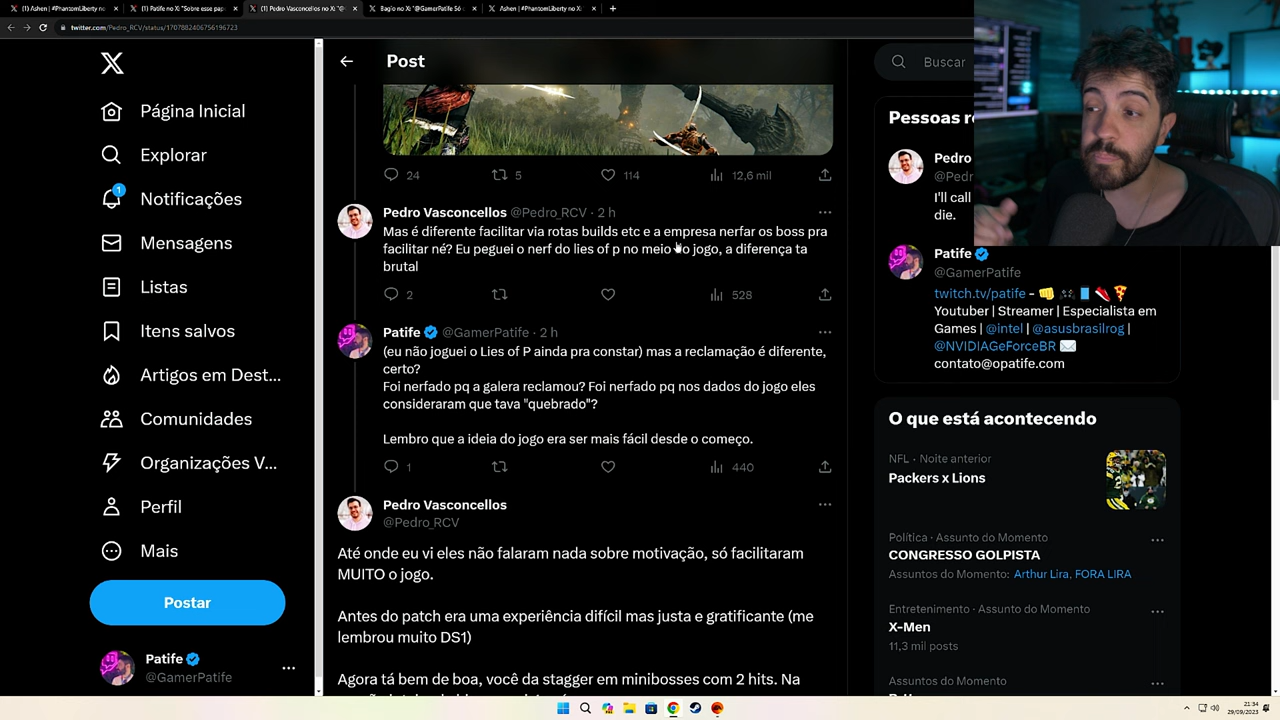 (1) Ashen | #PhantomLiberty no
(1) Patife no X: "Sobre esse pap
(1) Pedro Vasconcellos no X: "@
Bagio no X: "@GamerPatife Só
Ashen | #PhantomLiberty no X:
twitter.com/Pedro_RCV/status/1707882406756196723
Post
Buscar
Página Inicial
Explorar
1
Notificações
Mensagens
Listas
Itens salvos
Artigos em Dest...
Comunidades
Organizações V...
Perfil
Mais
Postar
Patife
@GamerPatife
24
5
114
12,6 mil
Pedro Vasconcellos @Pedro_RCV · 2 h
Mas é diferente facilitar via rotas builds etc e a empresa nerfar os boss pra
facilitar né? Eu peguei o nerf do lies of p no meio do jogo, a diferença ta
brutal
2
528
Patife @GamerPatife · 2 h
(eu não joguei o Lies of P ainda pra constar) mas a reclamação é diferente,
certo?
Foi nerfado pq a galera reclamou? Foi nerfado pq nos dados do jogo eles
consideraram que tava "quebrado"?
Lembro que a ideia do jogo era ser mais fácil desde o começo.
1
440
Pedro Vasconcellos
@Pedro_RCV
Até onde eu vi eles não falaram nada sobre motivação, só facilitaram
MUITO o jogo.
Antes do patch era uma experiência difícil mas justa e gratificante (me
lembrou muito DS1)
Agora tá bem de boa, você da stagger em minibosses com 2 hits. Na
Pessoas re
Pedro
@Pedr
I'll call
die.
Patife
@GamerPatife
twitch.tv/patife -
Youtuber | Streamer | Especialista em
Games | @intel | @asusbrasilrog |
@NVIDIAGeForceBR
contato@opatife.com
O que está acontecendo
NFL · Noite anterior
Packers x Lions
Política · Assunto do Momento
CONGRESSO GOLPISTA
Assuntos do Momento: Arthur Lira, FORA LIRA
Entretenimento · Assunto do Momento
X-Men
11,3 mil posts
Assuntos do Momento
21:34
29/09/2023